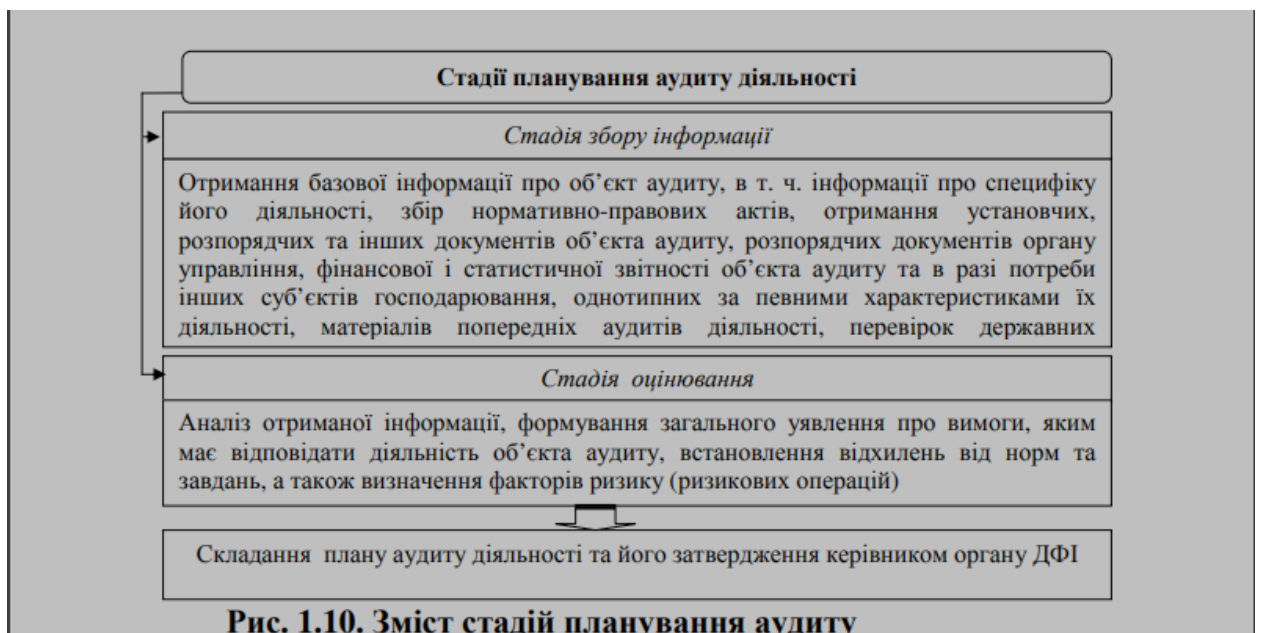 Стадії планування аудиту діяльності
Стадія збору інформації
Отримання базової інформації про об’єкт аудиту, в т. ч. інформації про специфіку
його діяльності, збір нормативно-правових актів, отримання установчих,
розпорядчих та інших документів об’єкта аудиту, розпорядчих документів органу
управління, фінансової і статистичної звітності об’єкта аудиту та в разі потреби
інших суб’єктів господарювання, однотипних за певними характеристиками їх
діяльності, матеріалів попередніх аудитів діяльності, перевірок державних
Стадія оцінювання
Аналіз отриманої інформації, формування загального уявлення про вимоги, яким
має відповідати діяльність об’єкта аудиту, встановлення відхилень від норм та
завдань, а також визначення факторів ризику (ризикових операцій)
Складання плану аудиту діяльності та його затвердження керівником органу ДФІ
Рис. 1.10. Зміст стадій планування аудиту